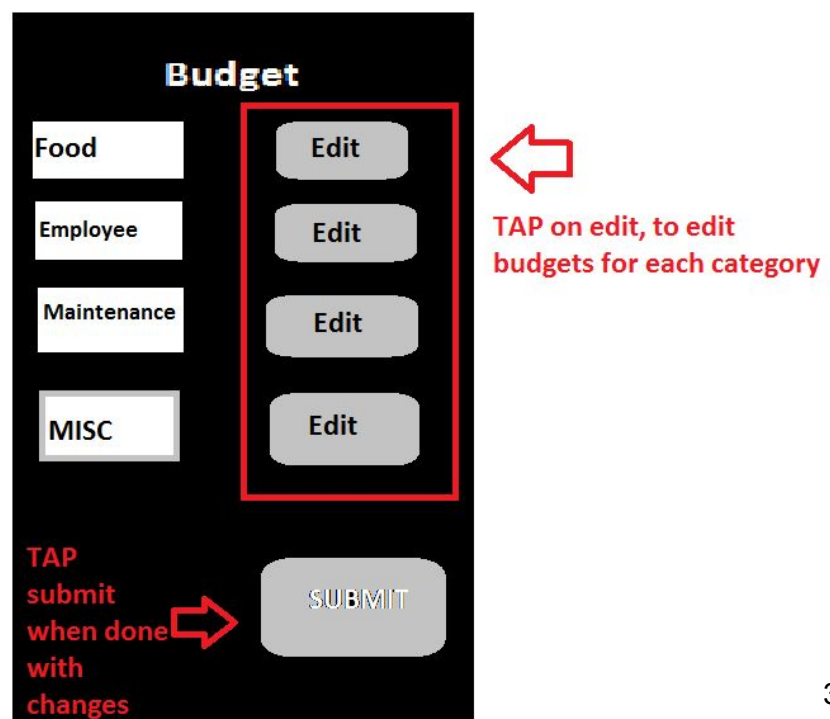 Budget
Food
Edit
Employee
Edit
Maintenance
Edit
MISC
Edit
TAP on edit, to edit
budgets for each category
TAP
submit
when done
with
changes
SUBMIT